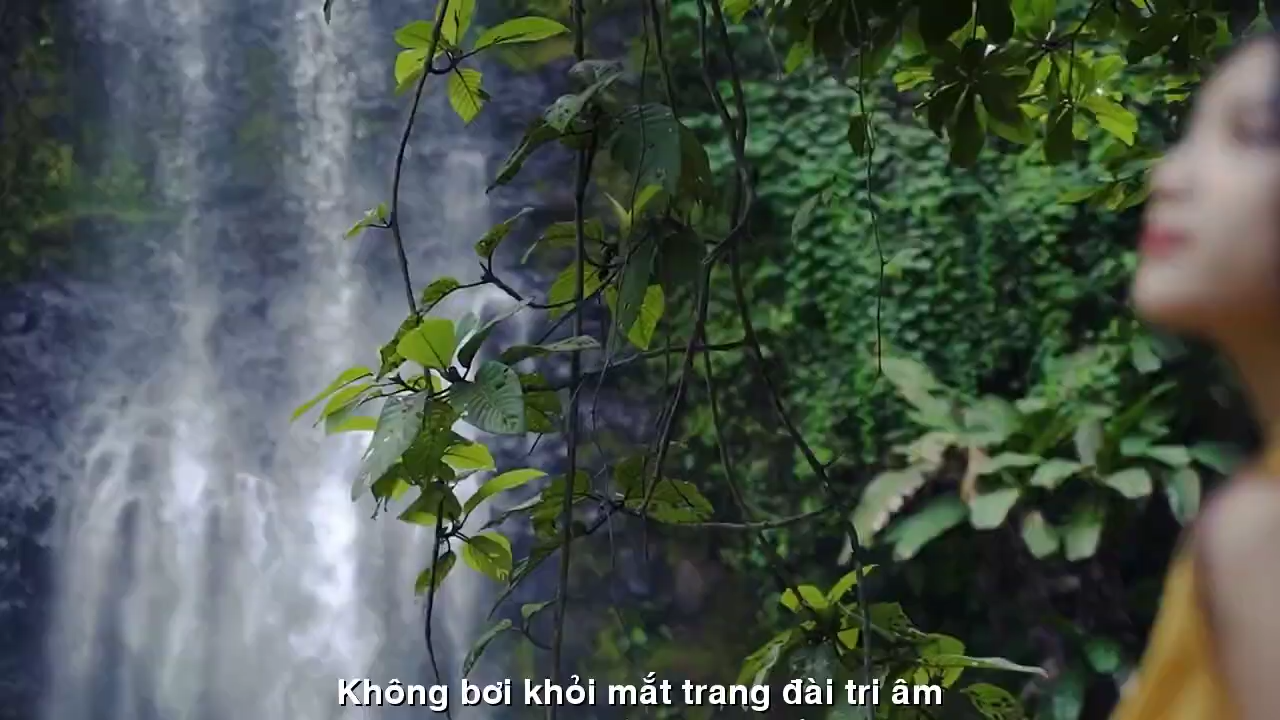 Không bơi khỏi mắt trang đài tri âm